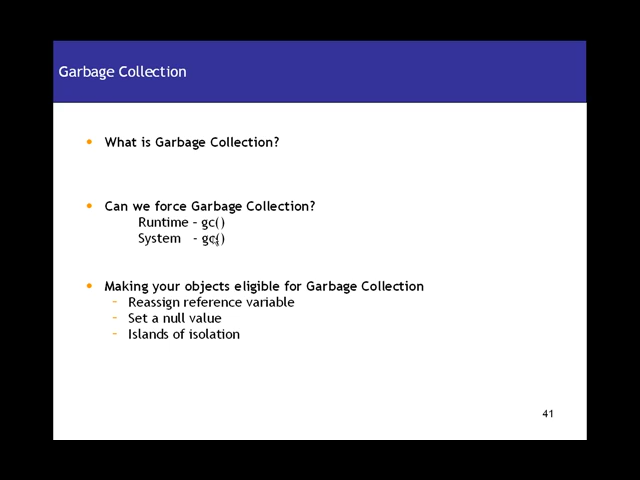 Garbage Collection
• What is Garbage Collection?
• Can we force Garbage Collection?
Runtime – gc()
System – gc()
• Making your objects eligible for Garbage Collection
– Reassign reference variable
– Set a null value
– Islands of isolation
41